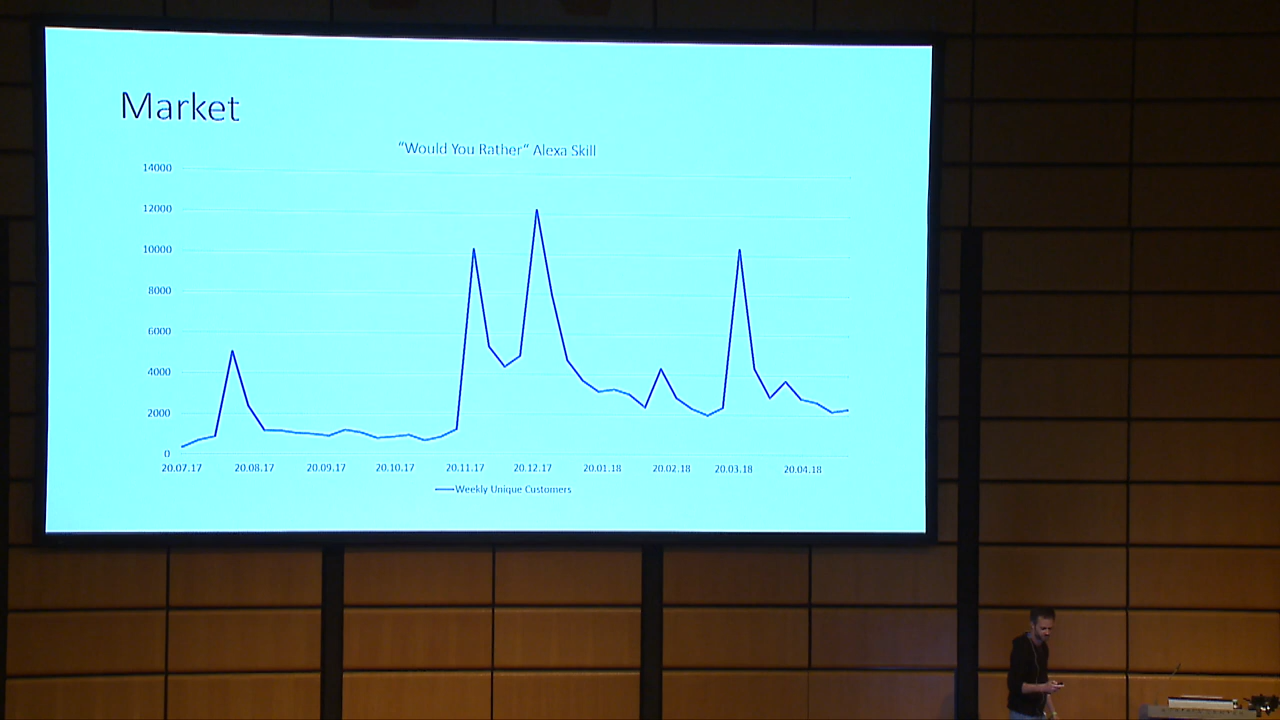 Market
“Would You Rather“ Alexa Skill
14000
12000
10000
8000
6000
4000
2000
0
20.07.17 20.08.17 20.09.17 20.10.17 20.11.17 20.12.17 20.01.18 20.02.18 20.03.18 20.04.18
Weekly Unique Customers